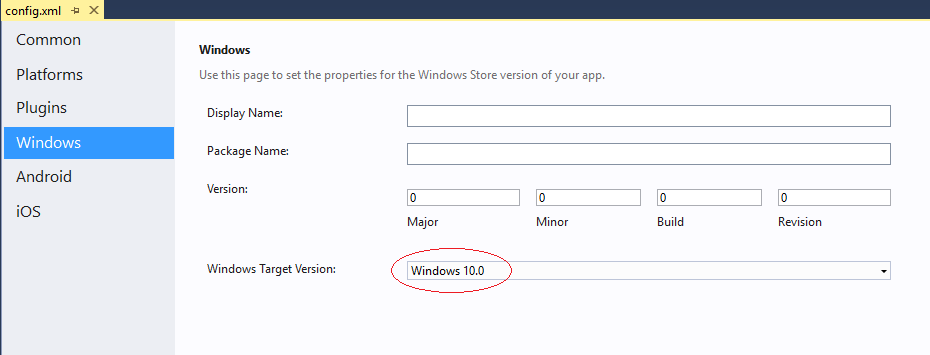 config.xml
Common
Platforms
Plugins
Windows
Android
iOS
Windows
Use this page to set the properties for the Windows Store version of your app.
Display Name:
Package Name:
Version:
0 0 0 0
Major Minor Build Revision
Windows Target Version: Windows 10.0